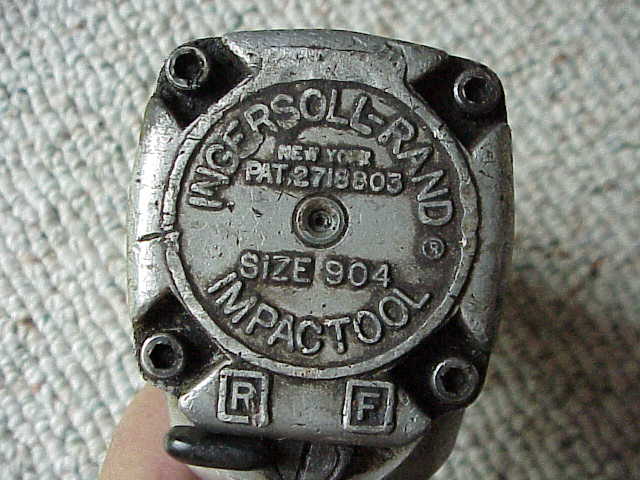 INGERSOLL-RAND
NEW YORK
PAT. 2718803
®
SIZE 904
IMPACTOOL
R F